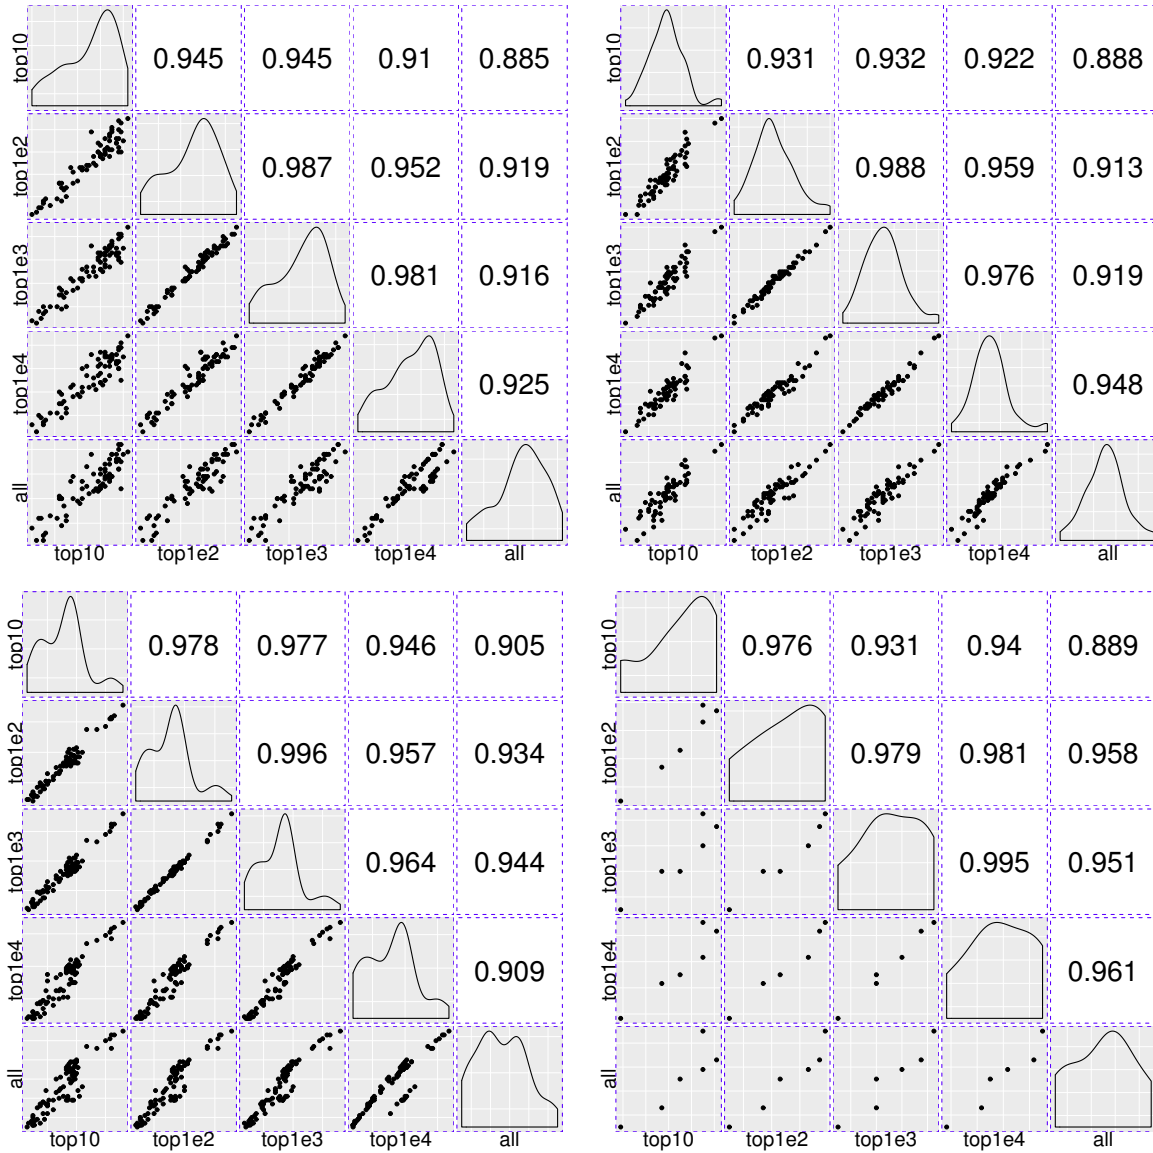 top10 0.945 0.945 0.91 0.885
top1e2 0.987 0.952 0.919
top1e3 0.981 0.916
top1e4 0.925
all
top10 top1e2 top1e3 top1e4 all
top10 0.931 0.932 0.922 0.888
top1e2 0.988 0.959 0.913
top1e3 0.976 0.919
top1e4 0.948
all
top10 top1e2 top1e3 top1e4 all
top10 0.978 0.977 0.946 0.905
top1e2 0.996 0.957 0.934
top1e3 0.964 0.944
top1e4 0.909
all
top10 top1e2 top1e3 top1e4 all
top10 0.976 0.931 0.94 0.889
top1e2 0.979 0.981 0.958
top1e3 0.995 0.951
top1e4 0.961
all
top10 top1e2 top1e3 top1e4 all